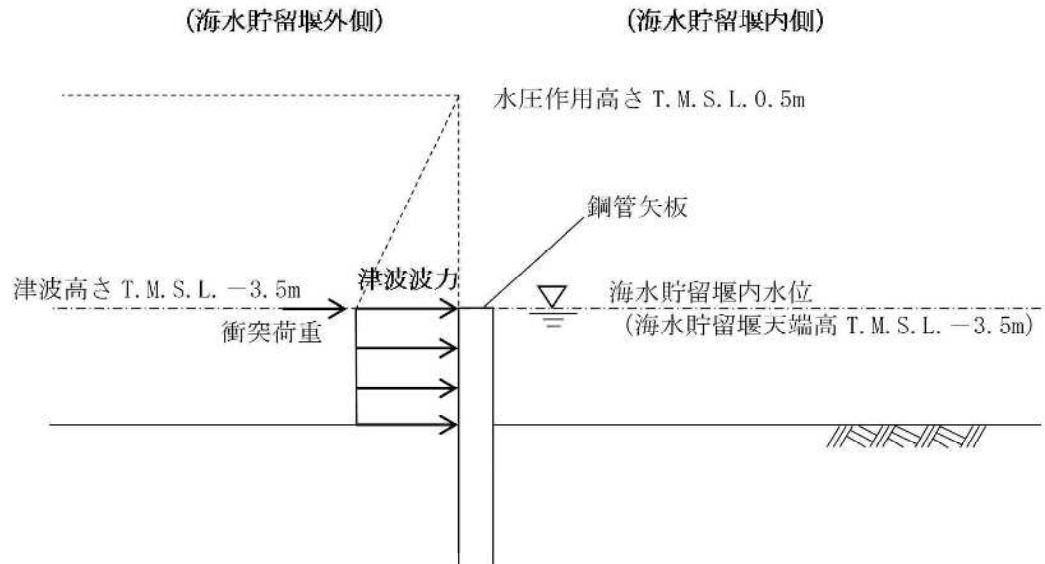 (海水貯留堰外側)
(海水貯留堰内側)
水圧作用高さ T.M.S.L.0.5m
鋼管矢板
津波高さ T.M.S.L.－3.5m
津波波力
衝突荷重
海水貯留堰内水位
(海水貯留堰天端高 T.M.S.L.－3.5m)